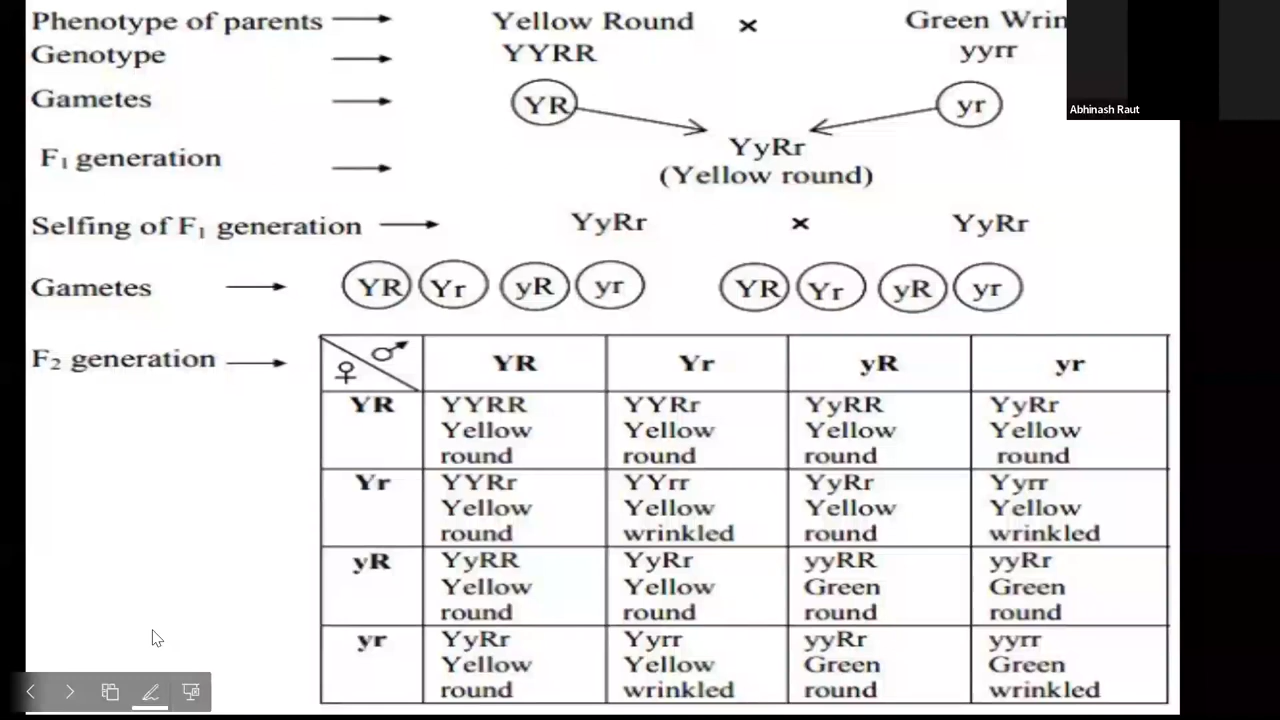 Phenotype of parents Yellow Round × Green Wrin
Genotype YYRR yyrr
Abhinash Raut
Gametes YR yr
F₁ generation YyRr
(Yellow round)
Selfing of F₁ generation YyRr × YyRr
Gametes YR Yr yR yr YR Yr yR yr
F₂ generation ♀ ♂ YR Yr yR yr
YR YYRR YYRr YyRR YyRr
Yellow Yellow Yellow Yellow
round round round round
Yr YYRr YYrr YyRr Yyrr
Yellow Yellow Yellow Yellow
round wrinkled round wrinkled
yR YyRR YyRr yyRR yyRr
Yellow Yellow Green Green
round round round round
yr YyRr Yyrr yyRr yyrr
Yellow Yellow Green Green
round wrinkled round wrinkled